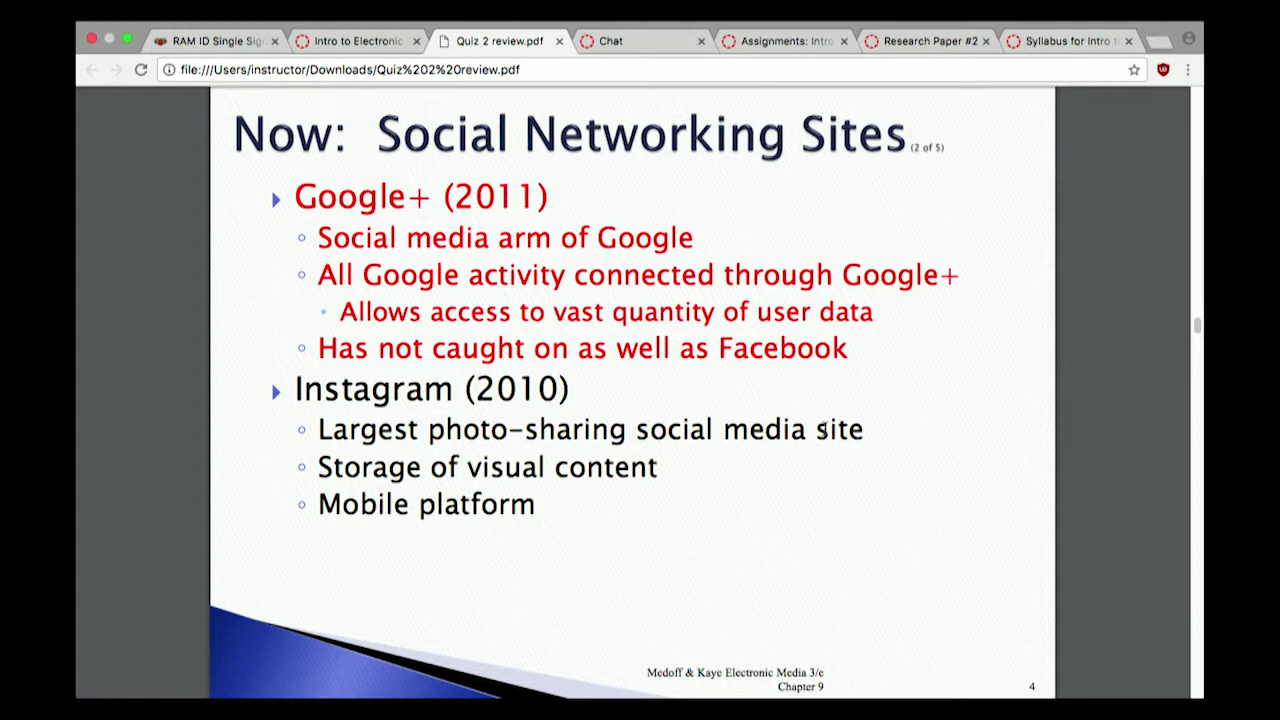 RAM ID Single Sig
Intro to Electronic
Quiz 2 review.pdf
Chat
Assignments: Intro
Research Paper #2
Syllabus for Intro t
file:///Users/instructor/Downloads/Quiz%202%20review.pdf
Now: Social Networking Sites (2 of 5)
Google+ (2011)
Social media arm of Google
All Google activity connected through Google+
Allows access to vast quantity of user data
Has not caught on as well as Facebook
Instagram (2010)
Largest photo-sharing social media site
Storage of visual content
Mobile platform
Medoff & Kaye Electronic Media 3/e
Chapter 9
4